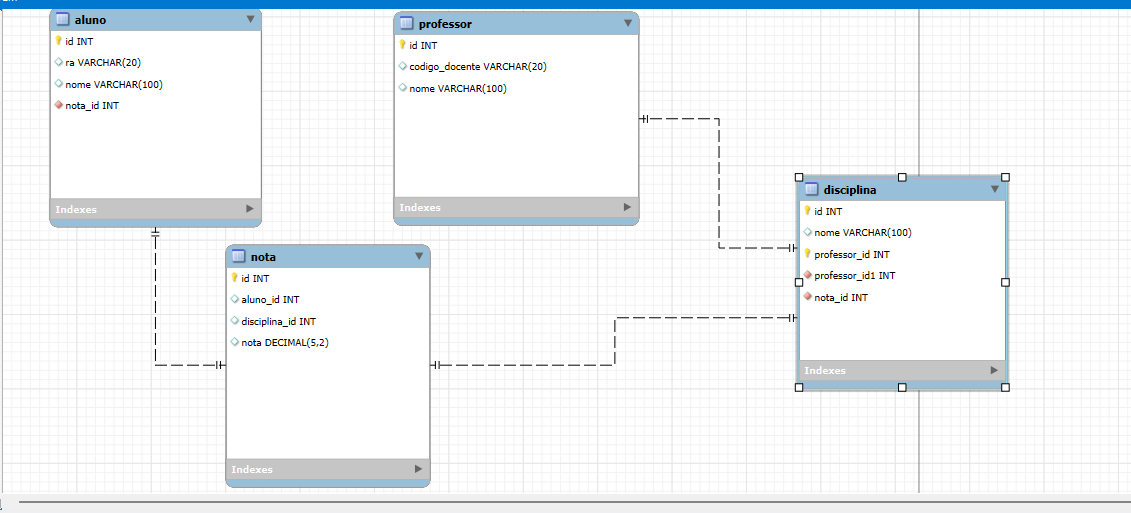 aluno
id INT
ra VARCHAR(20)
nome VARCHAR(100)
nota_id INT
Indexes
professor
id INT
codigo_docente VARCHAR(20)
nome VARCHAR(100)
Indexes
nota
id INT
aluno_id INT
disciplina_id INT
nota DECIMAL(5,2)
Indexes
disciplina
id INT
nome VARCHAR(100)
professor_id INT
professor_id1 INT
nota_id INT
Indexes